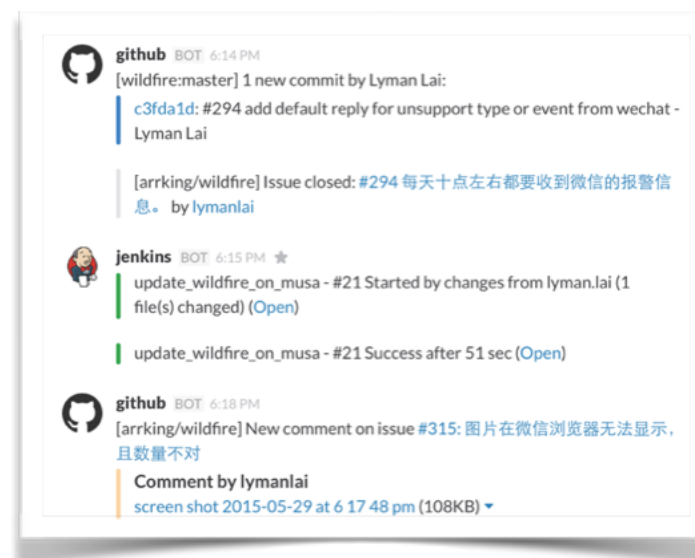 github BOT 6:14 PM
[wildfire:master] 1 new commit by Lyman Lai:
c3fda1d: #294 add default reply for unsupport type or event from wechat -
Lyman Lai
[arrking/wildfire] Issue closed: #294 每天十点左右都要收到微信的报警信
息。 by lymanlai
jenkins BOT 6:15 PM
update_wildfire_on_musa - #21 Started by changes from lyman.lai (1
file(s) changed) (Open)
update_wildfire_on_musa - #21 Success after 51 sec (Open)
github BOT 6:18 PM
[arrking/wildfire] New comment on issue #315: 图片在微信浏览器无法显示，
且数量不对
Comment by lymanlai
screen shot 2015-05-29 at 6 17 48 pm (108KB)